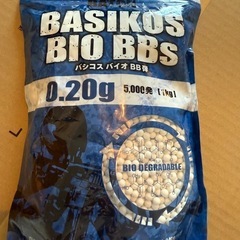 BASIKOS
BIO BBs
バシコス バイオ BB弾
0.20g
5,000発 [1kg]
BIO DEGRADABLE